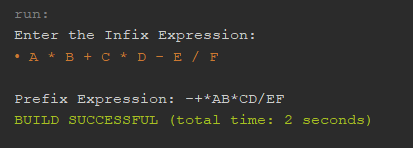 run:
Enter the Infix Expression:
• A * B + C * D - E / F
Prefix Expression: -+*AB*CD/EF
BUILD SUCCESSFUL (total time: 2 seconds)